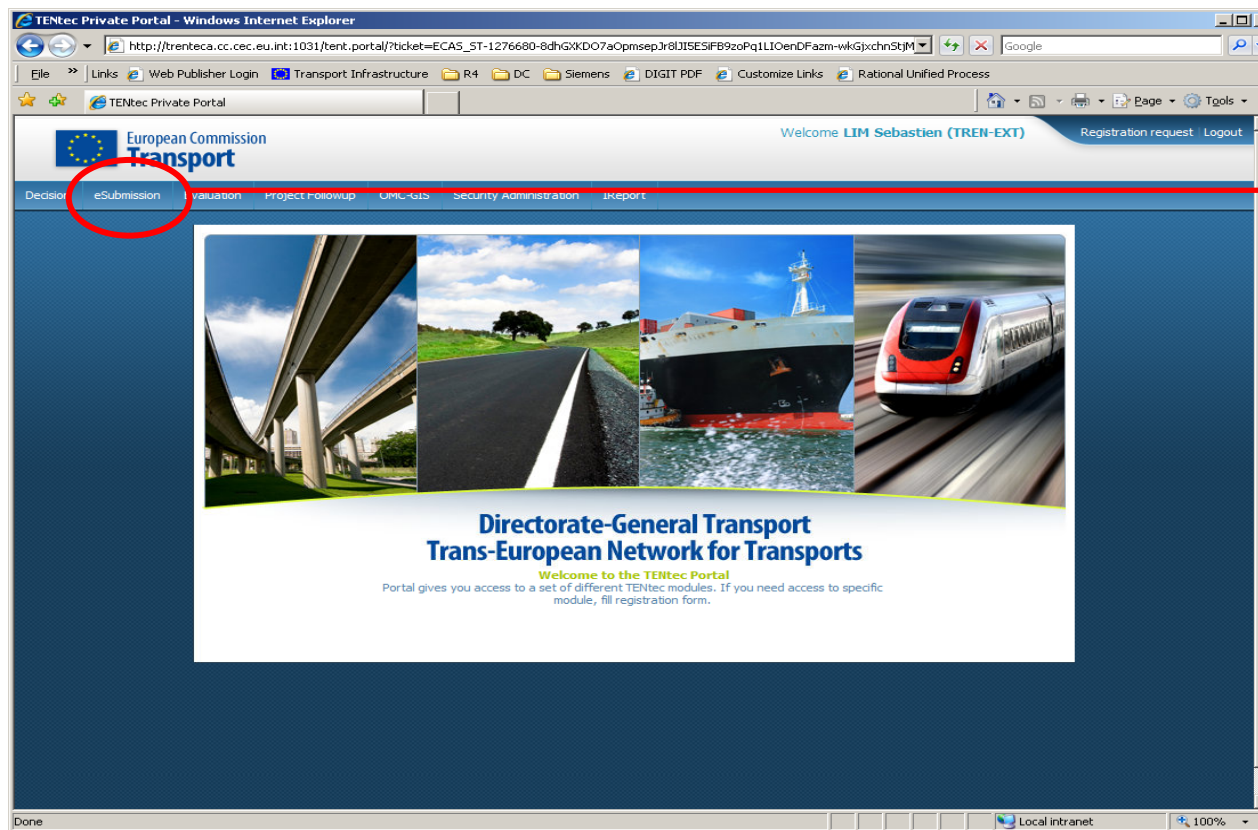 TENtec Private Portal - Windows Internet Explorer
http://trenteca.cc.cec.eu.int:1031/tent.portal/?ticket=ECAS_ST-1276680-8dhGXKDO7aOpmsepJr8lJI5ESiFB9zoPq1LIOenDFazm-wkGjxchnStjM
Google
File » Links Web Publisher Login Transport Infrastructure R4 DC Siemens DIGIT PDF Customize Links Rational Unified Process
TENtec Private Portal Page Tools
European Commission
Transport
Welcome LIM Sebastien (TREN-EXT) Registration request Logout
Decision eSubmission Evaluation Project Followup OMC-GIS Security Administration IReport
Directorate-General Transport
Trans-European Network for Transports
Welcome to the TENtec Portal
Portal gives you access to a set of different TENtec modules. If you need access to specific
module, fill registration form.
Done Local intranet 100%